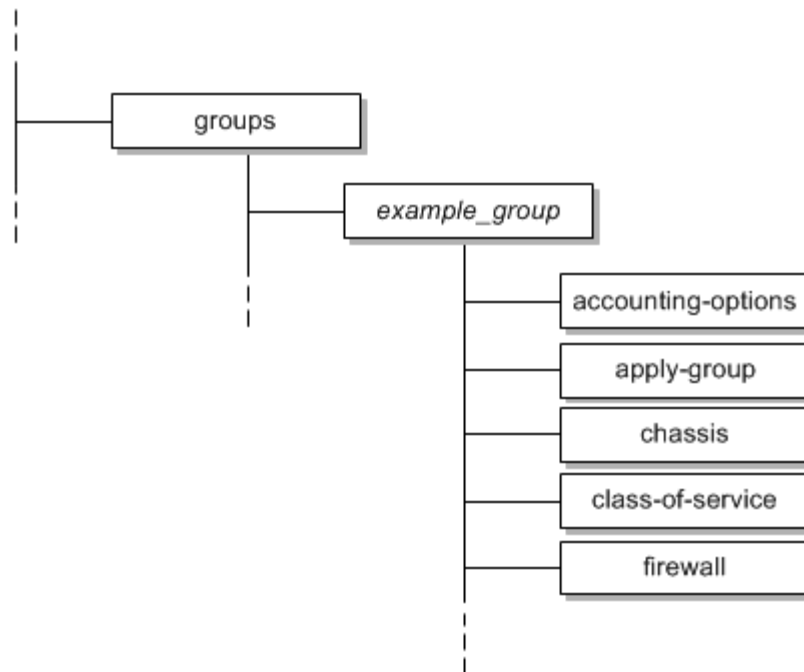 groups
example_group
accounting-options
apply-group
chassis
class-of-service
firewall